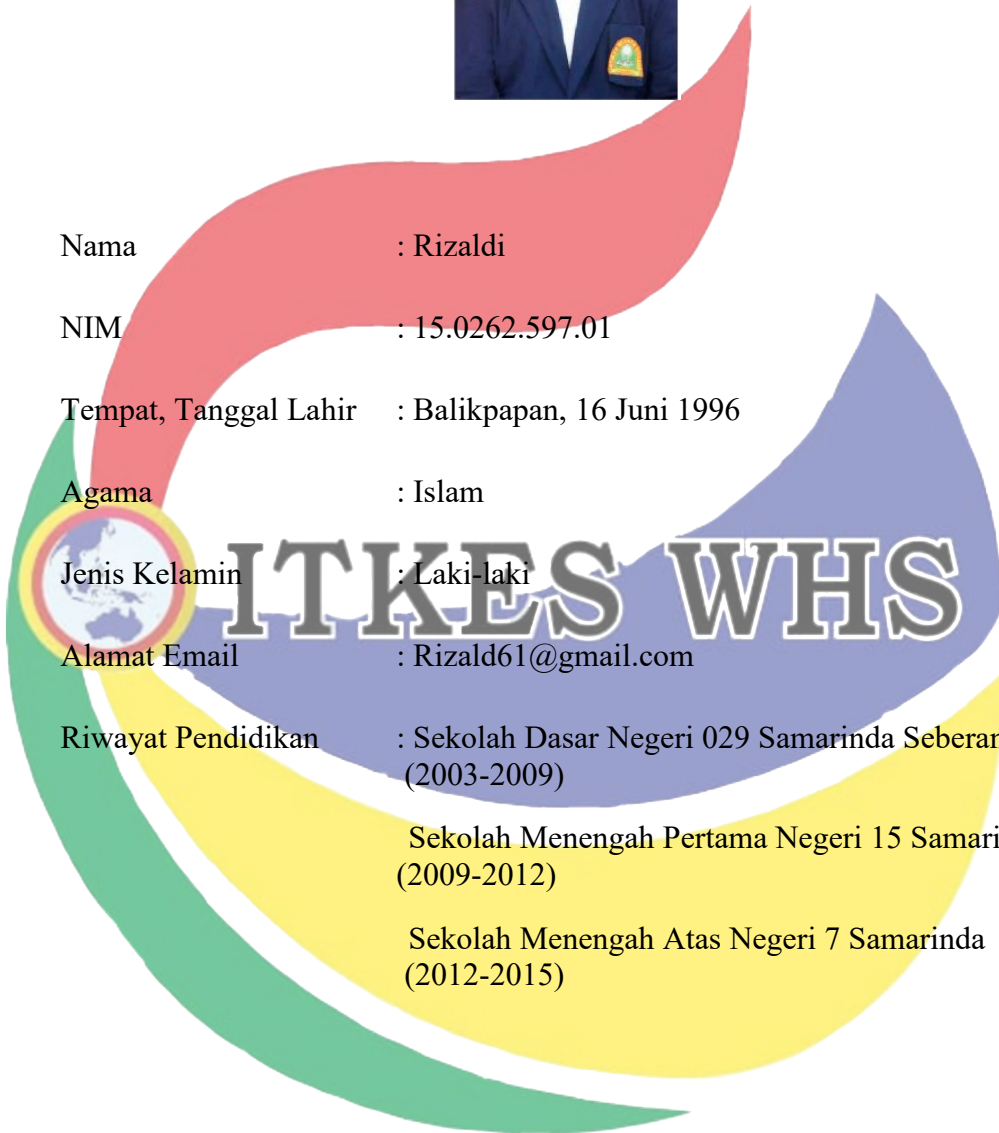 Nama : Rizaldi
NIM : 15.0262.597.01
Tempat, Tanggal Lahir : Balikpapan, 16 Juni 1996
Agama : Islam
ITKES WHS
Jenis Kelamin : Laki-laki
Alamat Email : Rizald61@gmail.com
Riwayat Pendidikan : Sekolah Dasar Negeri 029 Samarinda Seberan
(2003-2009)
Sekolah Menengah Pertama Negeri 15 Samari
(2009-2012)
Sekolah Menengah Atas Negeri 7 Samarinda
(2012-2015)